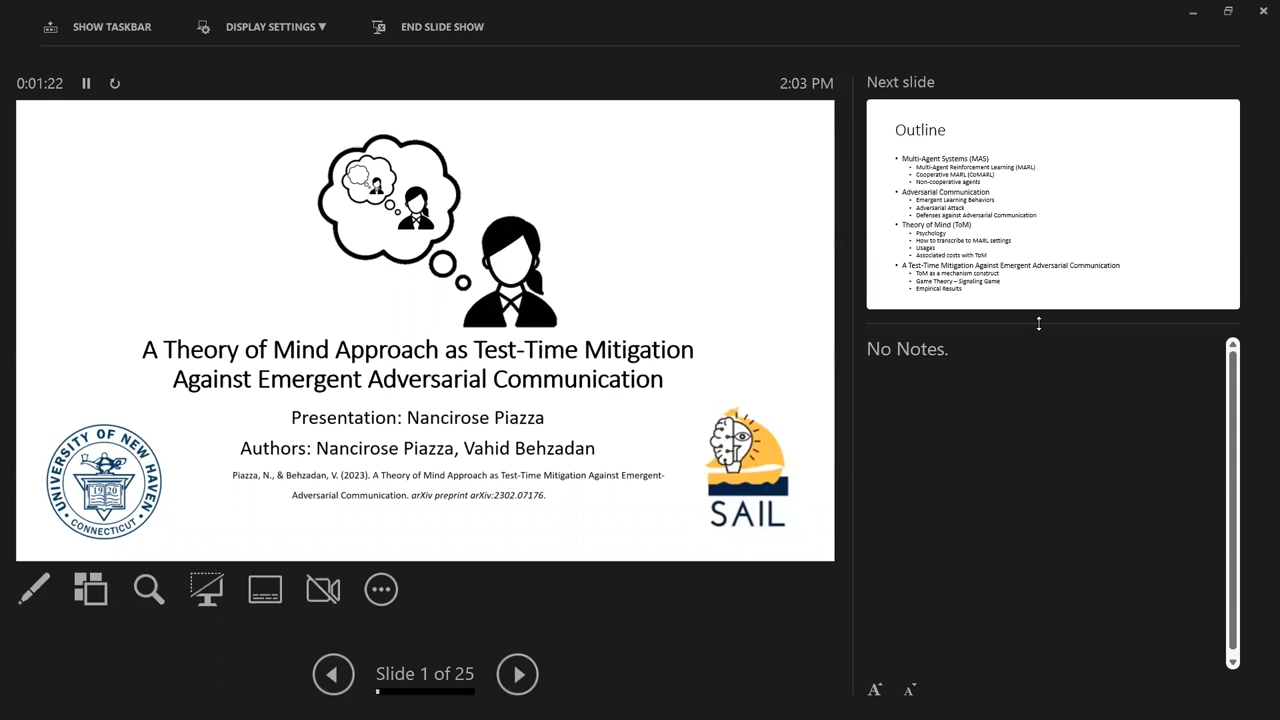 SHOW TASKBAR
DISPLAY SETTINGS ▼
END SLIDE SHOW
0:01:22
2:03 PM
A Theory of Mind Approach as Test-Time Mitigation
Against Emergent Adversarial Communication
Presentation: Nancirose Piazza
Authors: Nancirose Piazza, Vahid Behzadan
Piazza, N., & Behzadan, V. (2023). A Theory of Mind Approach as Test-Time Mitigation Against Emergent-
Adversarial Communication. arXiv preprint arXiv:2302.07176.
UNIVERSITY OF NEW HAVEN
1920
CONNECTICUT
SAIL
Slide 1 of 25
Next slide
Outline
• Multi-Agent Systems (MAS)
• Multi-Agent Reinforcement Learning (MARL)
• Cooperative MARL (CoMARL)
• Non-cooperative agents
• Adversarial Communication
• Emergent Learning Behaviors
• Adversarial Attack
• Defenses against Adversarial Communication
• Theory of Mind (ToM)
• Psychology
• How to transcribe to MARL settings
• Usages
• Associated costs with ToM
• A Test-Time Mitigation Against Emergent Adversarial Communication
• ToM as a mechanism construct
• Game Theory – Signaling Game
• Empirical Results
No Notes.
A A